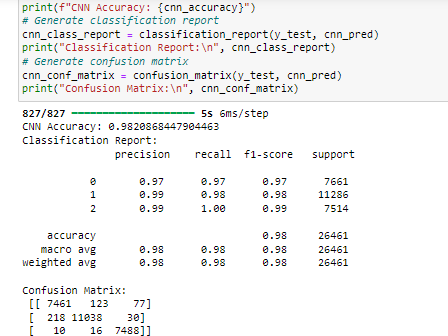 print(f"CNN Accuracy: {cnn_accuracy}")
# Generate classification report
cnn_class_report = classification_report(y_test, cnn_pred)
print("Classification Report:\n", cnn_class_report)
# Generate confusion matrix
cnn_conf_matrix = confusion_matrix(y_test, cnn_pred)
print("Confusion Matrix:\n", cnn_conf_matrix)
827/827 ━━━━━━━━━━━━━━━━━━━━ 5s 6ms/step
CNN Accuracy: 0.9820868447904463
Classification Report:
precision recall f1-score support
0 0.97 0.97 0.97 7661
1 0.99 0.98 0.98 11286
2 0.99 1.00 0.99 7514
accuracy 0.98 26461
macro avg 0.98 0.98 0.98 26461
weighted avg 0.98 0.98 0.98 26461
Confusion Matrix:
[[ 7461 123 77]
[ 218 11038 30]
[ 10 16 7488]]